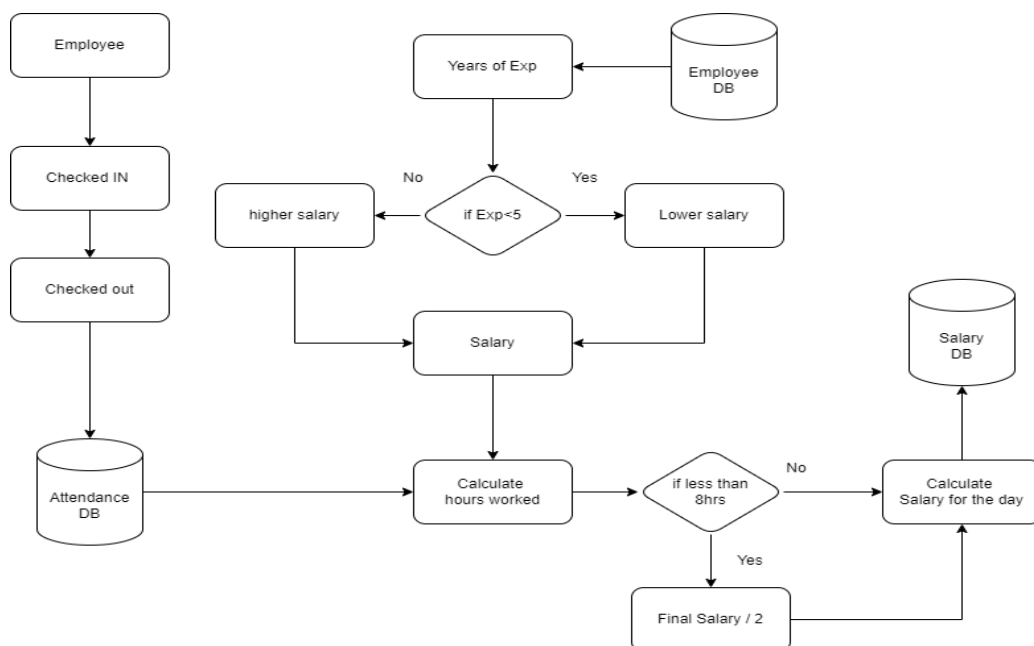 Employee
Years of Exp
Employee
DB
Checked IN
No
Yes
higher salary
if Exp<5
Lower salary
Checked out
Salary
Salary
DB
Attendance
DB
Calculate
hours worked
if less than
8hrs
No
Calculate
Salary for the day
Yes
Final Salary / 2